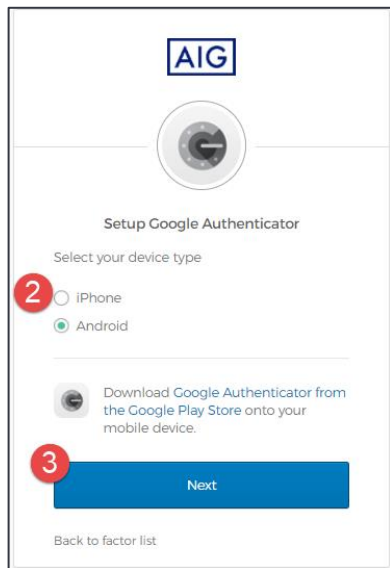 AIG
Setup Google Authenticator
Select your device type
2
iPhone
Android
Download Google Authenticator from
the Google Play Store onto your
mobile device.
3
Next
Back to factor list